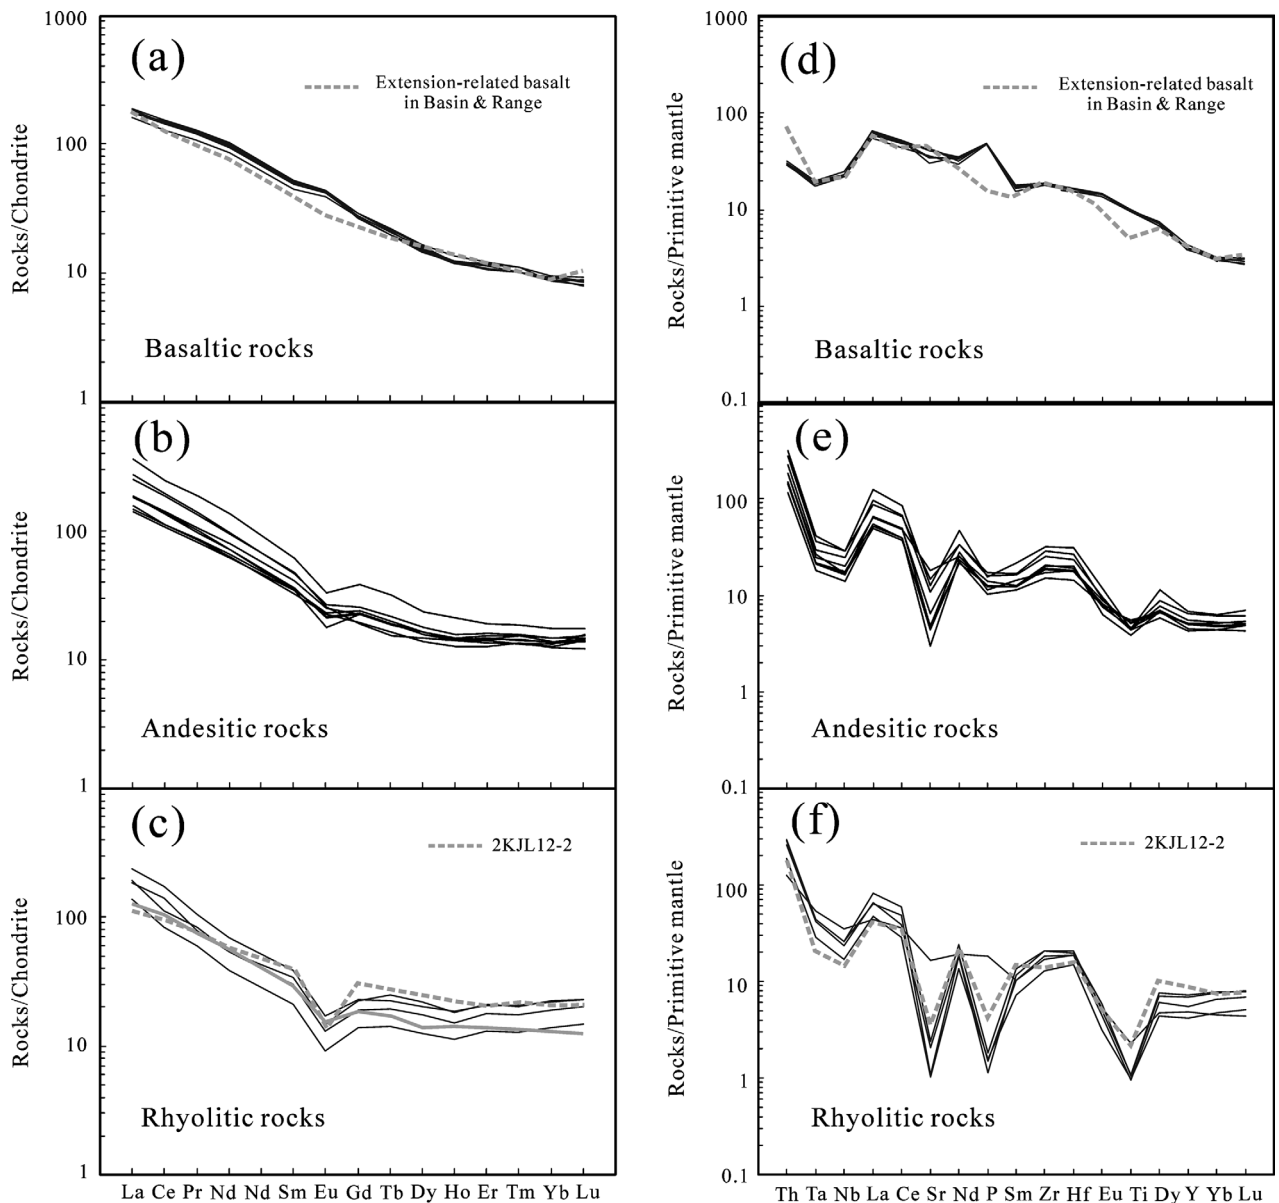 1000
100
10
1
Rocks/Chondrite
(a)
Extension-related basalt
in Basin & Range
Basaltic rocks
1000
100
10
1
0.1
Rocks/Primitive mantle
(d)
Extension-related basalt
in Basin & Range
Basaltic rocks
100
10
1
Rocks/Chondrite
(b)
Andesitic rocks
100
10
1
0.1
Rocks/Primitive mantle
(e)
Andesitic rocks
100
10
1
Rocks/Chondrite
(c)
2KJL12-2
Rhyolitic rocks
La Ce Pr Nd Nd Sm Eu Gd Tb Dy Ho Er Tm Yb Lu
100
10
1
0.1
Rocks/Primitive mantle
(f)
2KJL12-2
Rhyolitic rocks
Th Ta Nb La Ce Sr Nd P Sm Zr Hf Eu Ti Dy Y Yb Lu